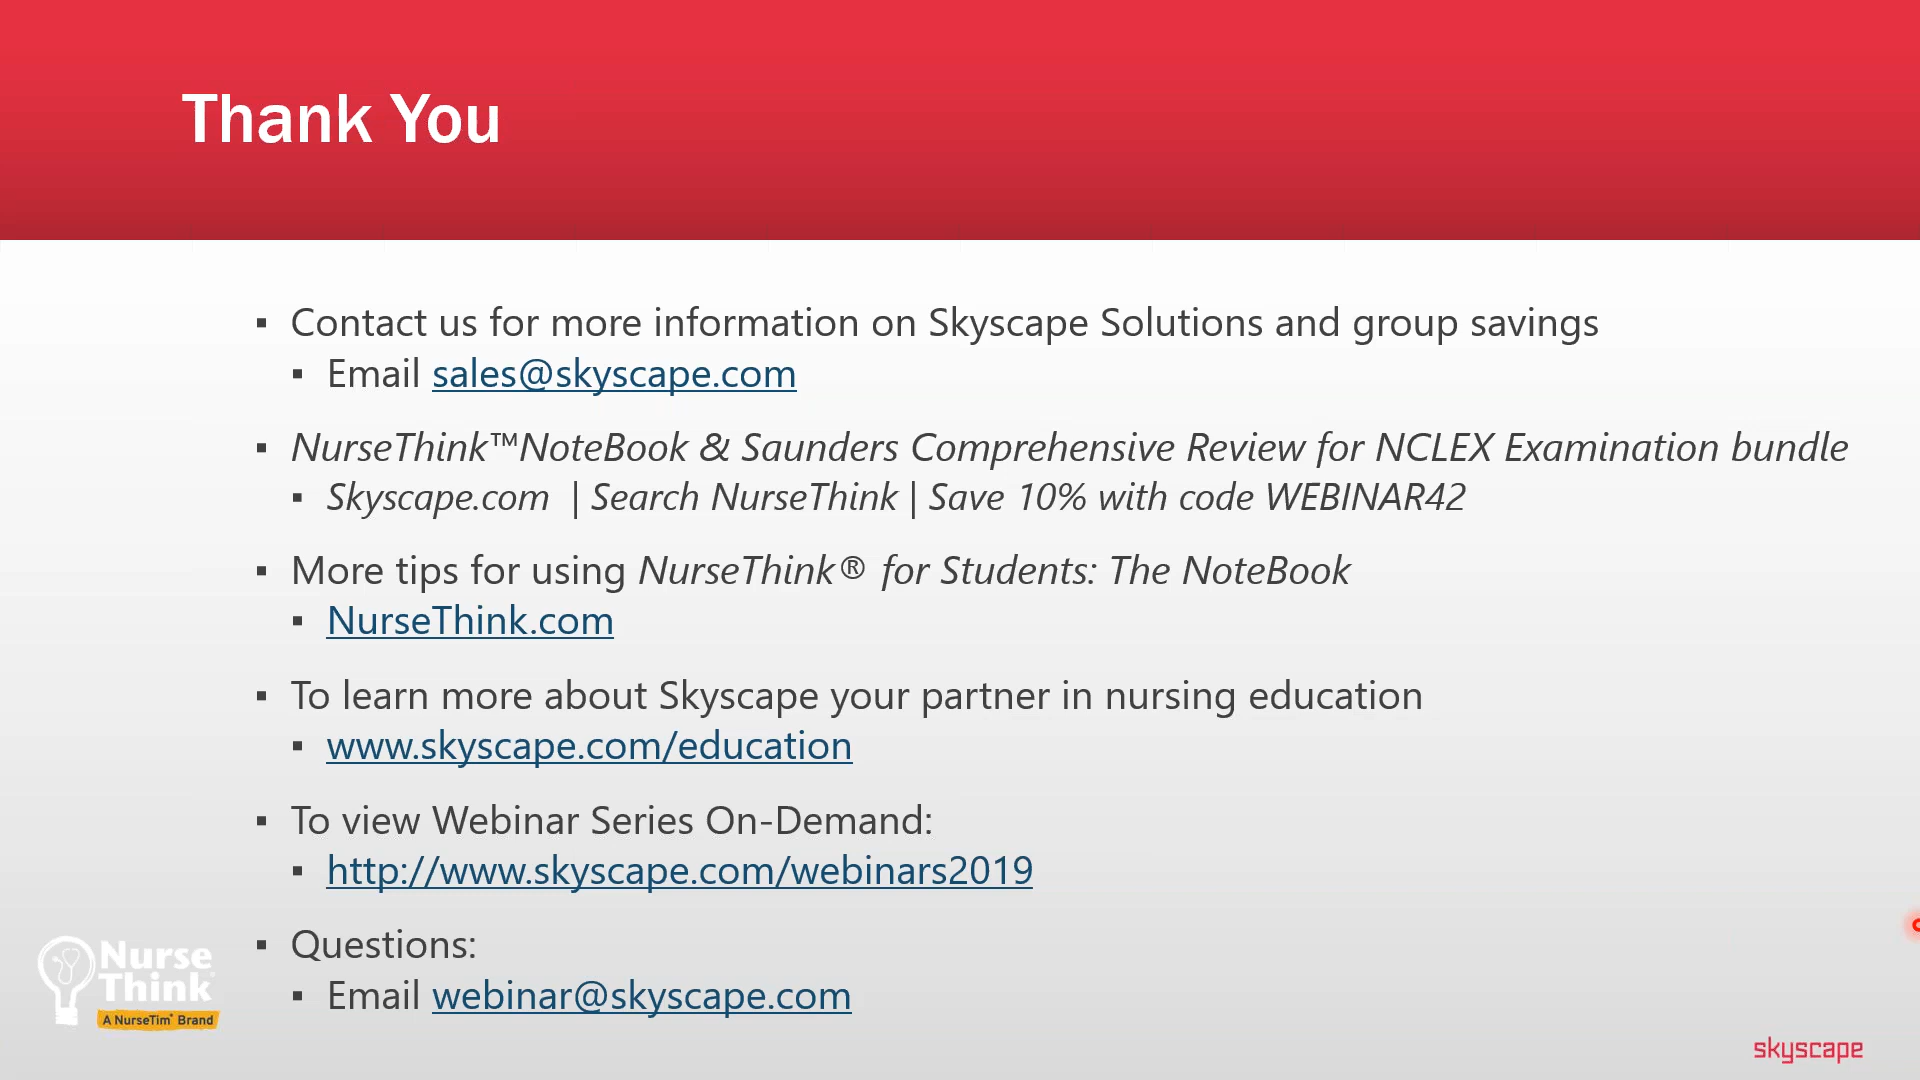 Thank You
▪ Contact us for more information on Skyscape Solutions and group savings
▪ Email sales@skyscape.com
▪ NurseThink™NoteBook & Saunders Comprehensive Review for NCLEX Examination bundle
▪ Skyscape.com | Search NurseThink | Save 10% with code WEBINAR42
▪ More tips for using NurseThink® for Students: The NoteBook
▪ NurseThink.com
▪ To learn more about Skyscape your partner in nursing education
▪ www.skyscape.com/education
▪ To view Webinar Series On-Demand:
▪ http://www.skyscape.com/webinars2019
▪ Questions:
▪ Email webinar@skyscape.com
Nurse
Think®
A NurseTim® Brand
skyscape